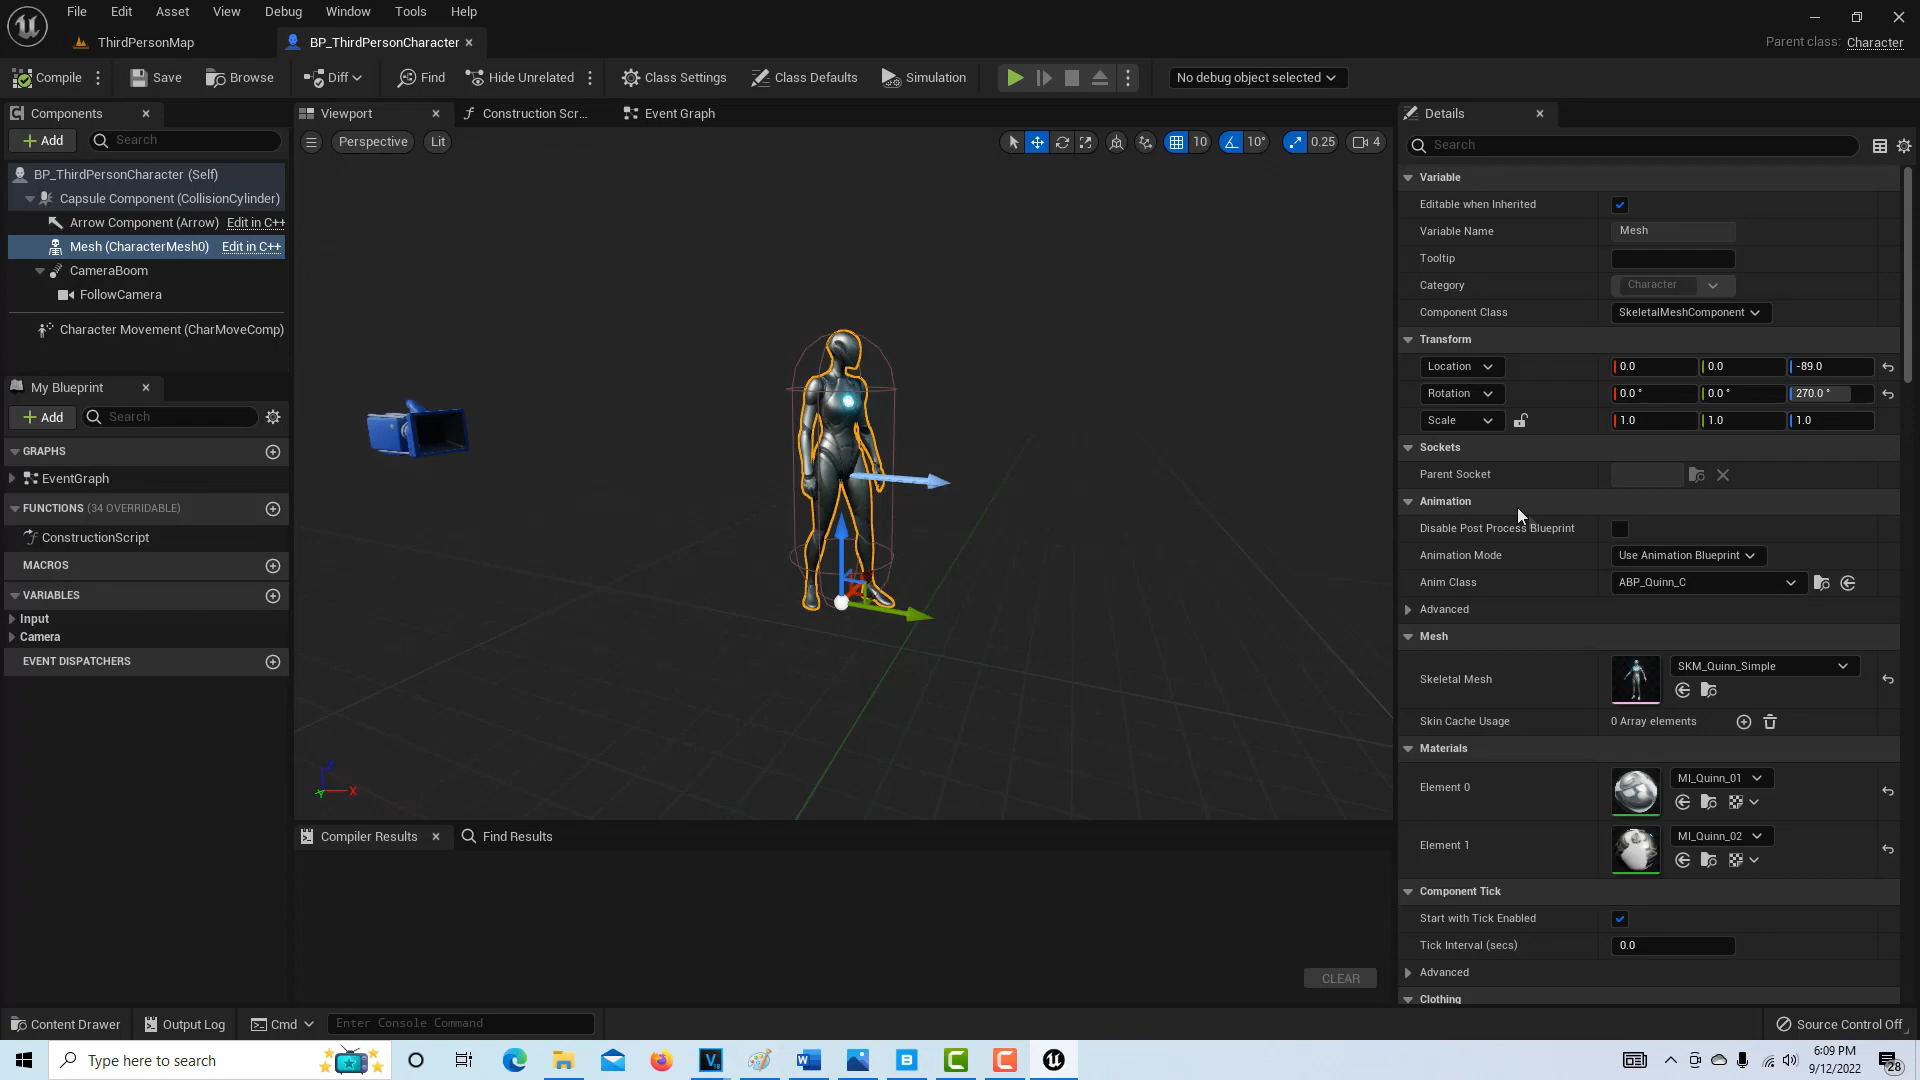 File Edit Asset View Debug Window Tools Help
ThirdPersonMap
BP_ThirdPersonCharacter
Parent class: Character
Compile
Save
Browse
Diff
Find
Hide Unrelated
Class Settings
Class Defaults
Simulation
No debug object selected
Components
Add
Search
BP_ThirdPersonCharacter (Self)
Capsule Component (CollisionCylinder)
Arrow Component (Arrow) Edit in C++
Mesh (CharacterMesh0) Edit in C++
CameraBoom
FollowCamera
Character Movement (CharMoveComp)
My Blueprint
Add
Search
GRAPHS
EventGraph
FUNCTIONS (34 OVERRIDABLE)
ConstructionScript
MACROS
VARIABLES
Input
Camera
EVENT DISPATCHERS
Viewport
Construction Scr...
Event Graph
Perspective
Lit
10
10°
0.25
4
Z
X
Y
Compiler Results
Find Results
CLEAR
Details
Search
Variable
Editable when Inherited
Variable Name Mesh
Tooltip
Category Character
Component Class SkeletalMeshComponent
Transform
Location 0.0 0.0 -89.0
Rotation 0.0 ° 0.0 ° 270.0 °
Scale 1.0 1.0 1.0
Sockets
Parent Socket
Animation
Disable Post Process Blueprint
Animation Mode Use Animation Blueprint
Anim Class ABP_Quinn_C
Advanced
Mesh
Skeletal Mesh SKM_Quinn_Simple
Skin Cache Usage 0 Array elements
Materials
Element 0 MI_Quinn_01
Element 1 MI_Quinn_02
Component Tick
Start with Tick Enabled
Tick Interval (secs) 0.0
Advanced
Clothing
Content Drawer
Output Log
Cmd
Enter Console Command
Source Control Off
Type here to search
6:09 PM
9/12/2022
28